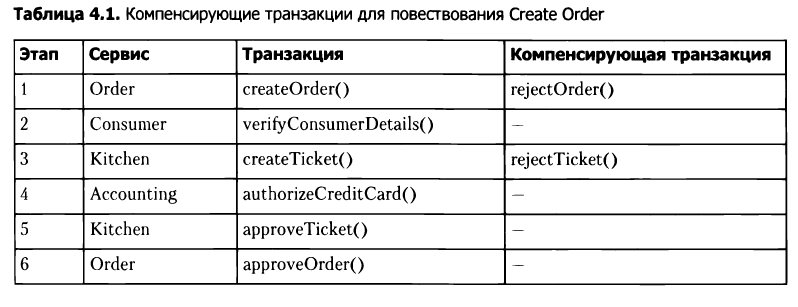 Таблица 4.1. Компенсирующие транзакции для повествования Create Order
Этап Сервис Транзакция Компенсирующая транзакция
1 Order createOrder() rejectOrder()
2 Consumer verifyConsumerDetails() –
3 Kitchen createTicket() rejectTicket()
4 Accounting authorizeCreditCard() –
5 Kitchen approveTicket() –
6 Order approveOrder() –